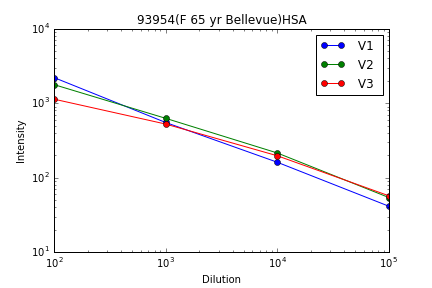 93954(F 65 yr Bellevue)HSA
10⁴
10³
10²
10¹
Intensity
V1
V2
V3
10² 10³ 10⁴ 10⁵
Dilution